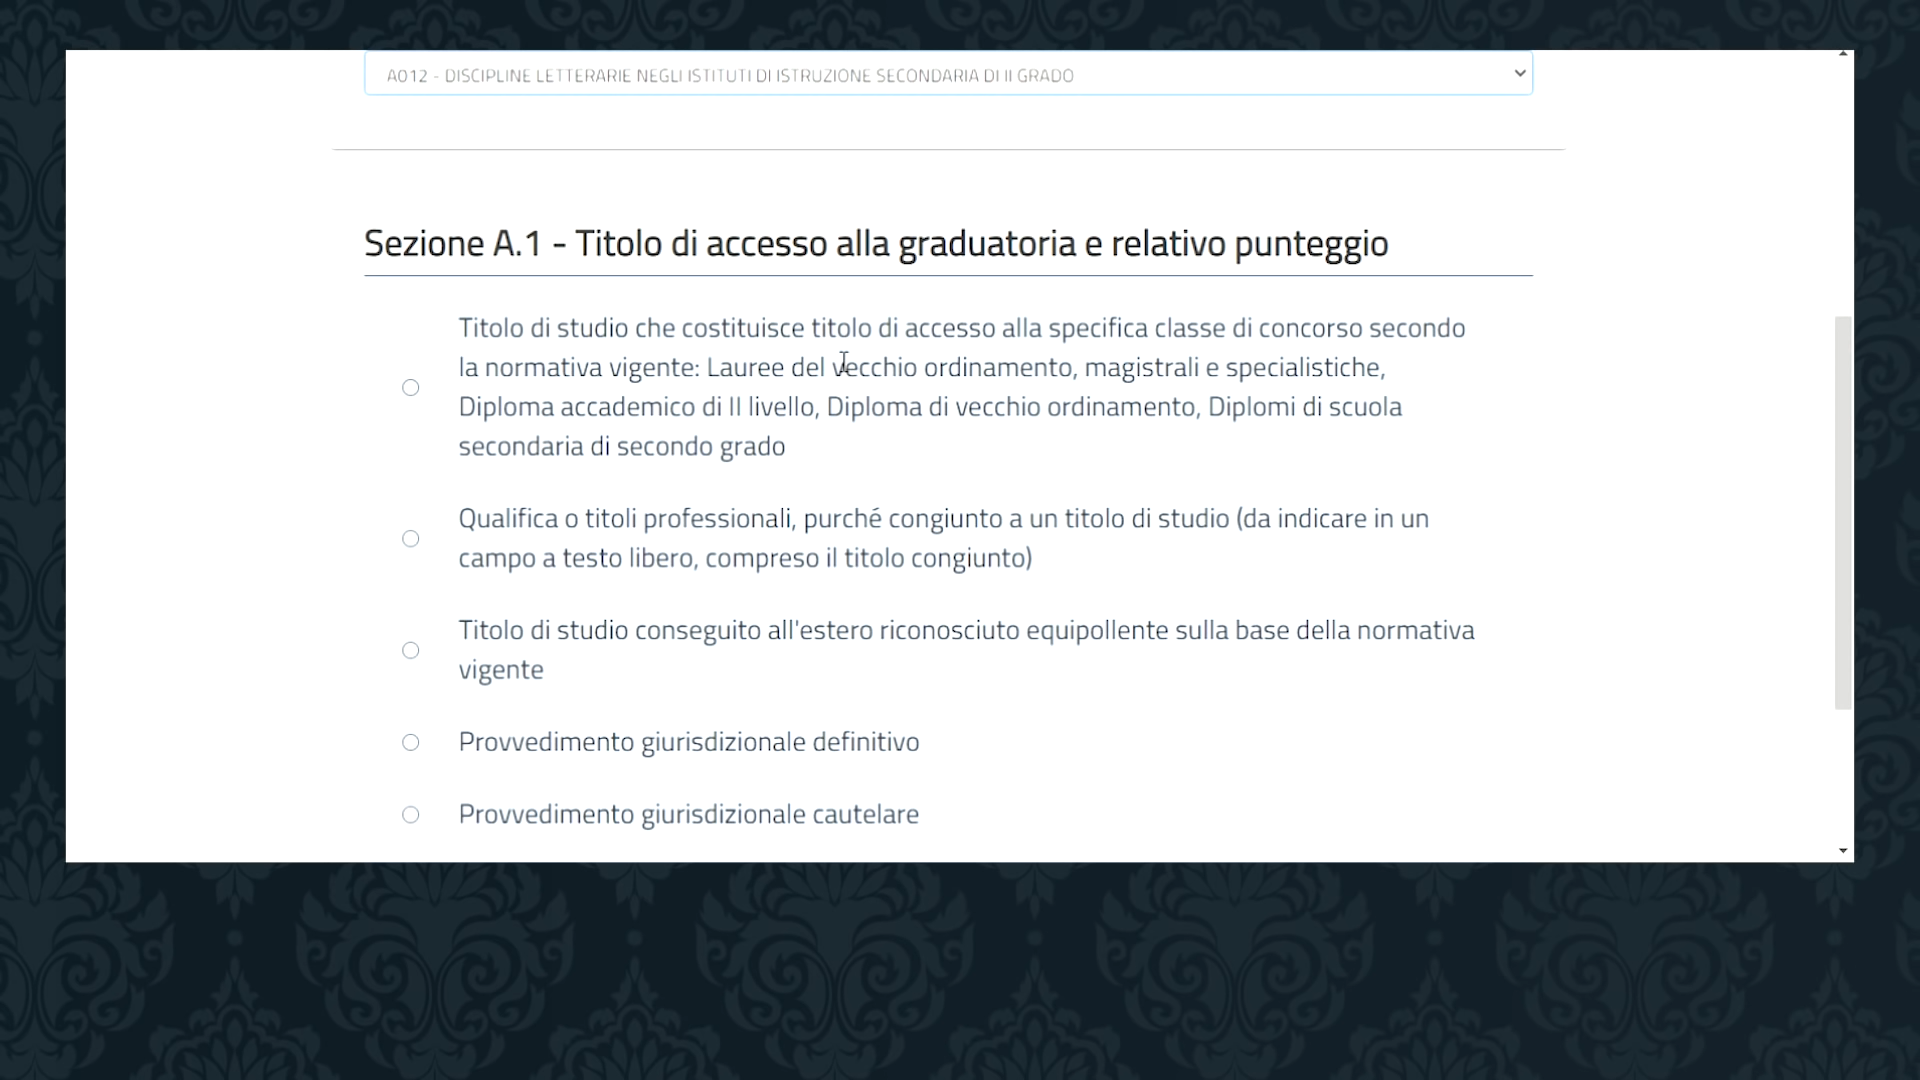 A012 - DISCIPLINE LETTERARIE NEGLI ISTITUTI DI ISTRUZIONE SECONDARIA DI II GRADO
Sezione A.1 - Titolo di accesso alla graduatoria e relativo punteggio
Titolo di studio che costituisce titolo di accesso alla specifica classe di concorso secondo
la normativa vigente: Lauree del vecchio ordinamento, magistrali e specialistiche,
Diploma accademico di II livello, Diploma di vecchio ordinamento, Diplomi di scuola
secondaria di secondo grado
Qualifica o titoli professionali, purché congiunto a un titolo di studio (da indicare in un
campo a testo libero, compreso il titolo congiunto)
Titolo di studio conseguito all'estero riconosciuto equipollente sulla base della normativa
vigente
Provvedimento giurisdizionale definitivo
Provvedimento giurisdizionale cautelare